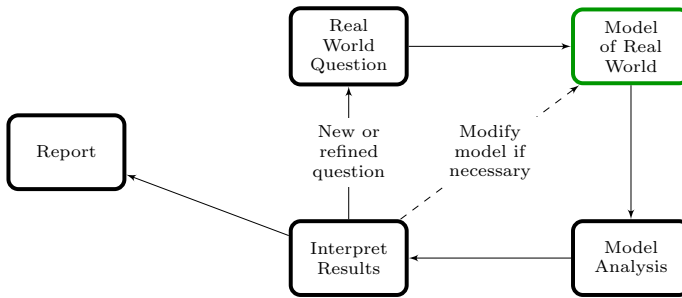 Real
World
Question
Model
of Real
World
Report
New or
refined
question
Modify
model if
necessary
Interpret
Results
Model
Analysis